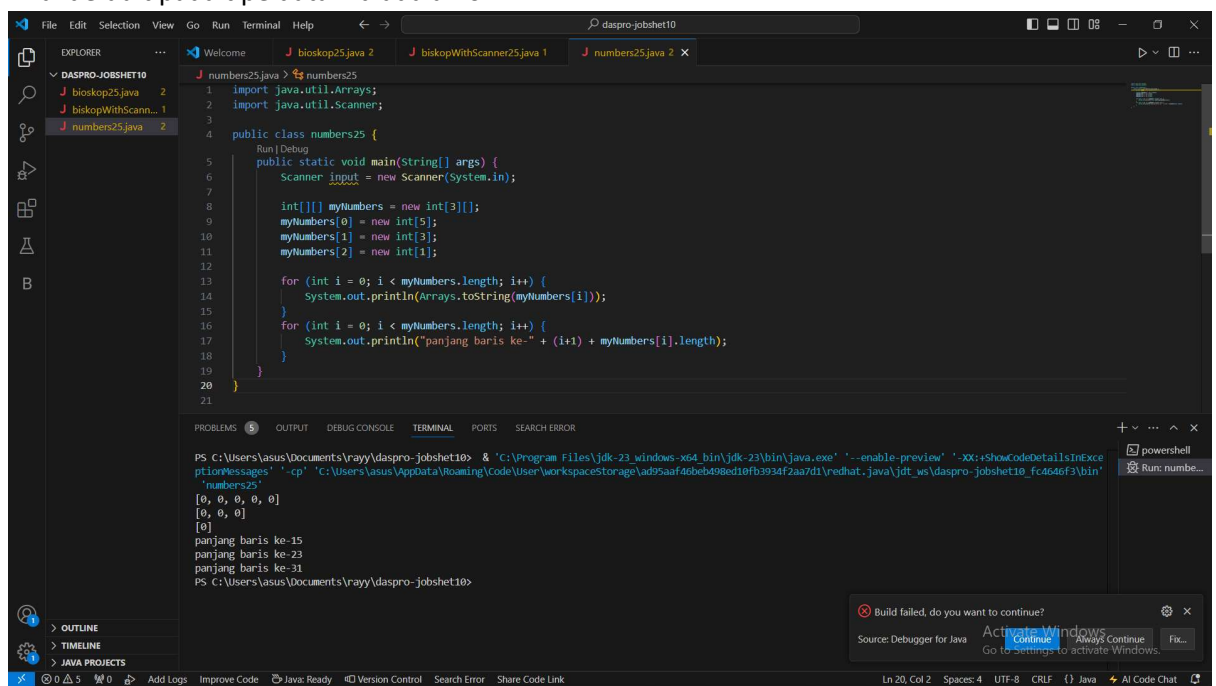 File Edit Selection View Go Run Terminal Help
daspro-jobshet10
EXPLORER
DASPRO-JOBSHET10
bioskop25.java 2
biskopWithScann... 1
numbers25.java 2
OUTLINE
TIMELINE
JAVA PROJECTS
Welcome
bioskop25.java 2
biskopWithScanner25.java 1
numbers25.java 2
numbers25.java > numbers25
1 import java.util.Arrays;
2 import java.util.Scanner;
3
4 public class numbers25 {
Run | Debug
5 public static void main(String[] args) {
6 Scanner input = new Scanner(System.in);
7
8 int[][] myNumbers = new int[3][];
9 myNumbers[0] = new int[5];
10 myNumbers[1] = new int[3];
11 myNumbers[2] = new int[1];
12
13 for (int i = 0; i < myNumbers.length; i++) {
14 System.out.println(Arrays.toString(myNumbers[i]));
15 }
16 for (int i = 0; i < myNumbers.length; i++) {
17 System.out.println("panjang baris ke-" + (i+1) + myNumbers[i].length);
18 }
19 }
20 }
21
PROBLEMS 5 OUTPUT DEBUG CONSOLE TERMINAL PORTS SEARCH ERROR
PS C:\Users\asus\Documents\rayy\daspro-jobshet10> & 'C:\Program Files\jdk-23_windows-x64_bin\jdk-23\bin\java.exe' '--enable-preview' '-XX:+ShowCodeDetailsInExce
ptionMessages' '-cp' 'C:\Users\asus\AppData\Roaming\Code\User\workspaceStorage\ad95aaf46beb498ed10fb3934f2aa7d1\redhat.java\jdt_ws\daspro-jobshet10_fc4646f3\bin'
'numbers25'
[0, 0, 0, 0, 0]
[0, 0, 0]
[0]
panjang baris ke-15
panjang baris ke-23
panjang baris ke-31
PS C:\Users\asus\Documents\rayy\daspro-jobshet10>
powershell
Run: numbe...
Build failed, do you want to continue?
Source: Debugger for Java
Continue
Always Continue
Fix...
Activate Windows
Go to Settings to activate Windows.
0 5 0 Add Logs Improve Code Java: Ready Version Control Search Error Share Code Link
Ln 20, Col 2 Spaces: 4 UTF-8 CRLF {} Java AI Code Chat